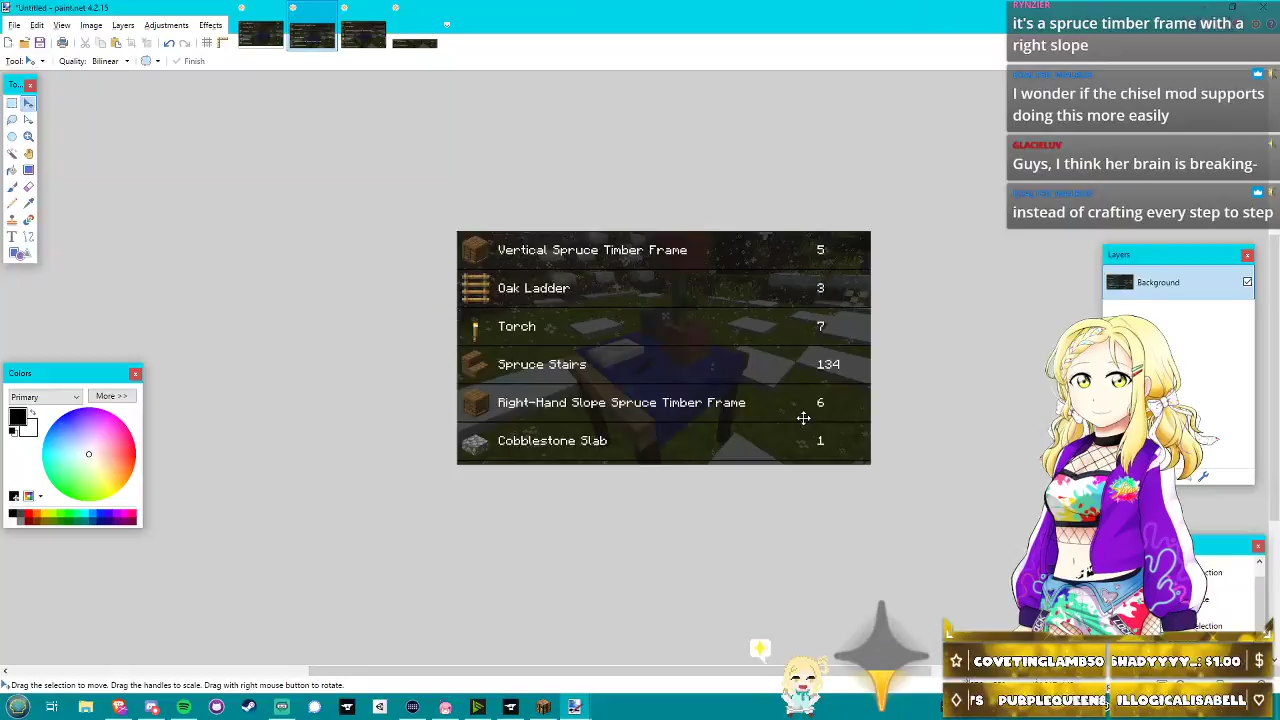 *Untitled - paint.net 4.2.15
File Edit View Image Layers Adjustments Effects
Tool: Quality: Bilinear Finish
To...
Colors
Primary
More >>
Vertical Spruce Timber Frame 5
Oak Ladder 3
Torch 7
Spruce Stairs 134
Right-Hand Slope Spruce Timber Frame 6
Cobblestone Slab 1
RYNZIER
it's a spruce timber frame with a
right slope
I wonder if the chisel mod supports
doing this more easily
GLACIELUV
Guys, I think her brain is breaking-
instead of crafting every step to step
Layers
Background
COVETINGLAMB50 SHADYYYY... $1.00 $
'S PURPLEQUEEN ILLOGICALISABELL
Drag the selection to move. Drag the handles to scale. Drag with right mouse button to rotate.